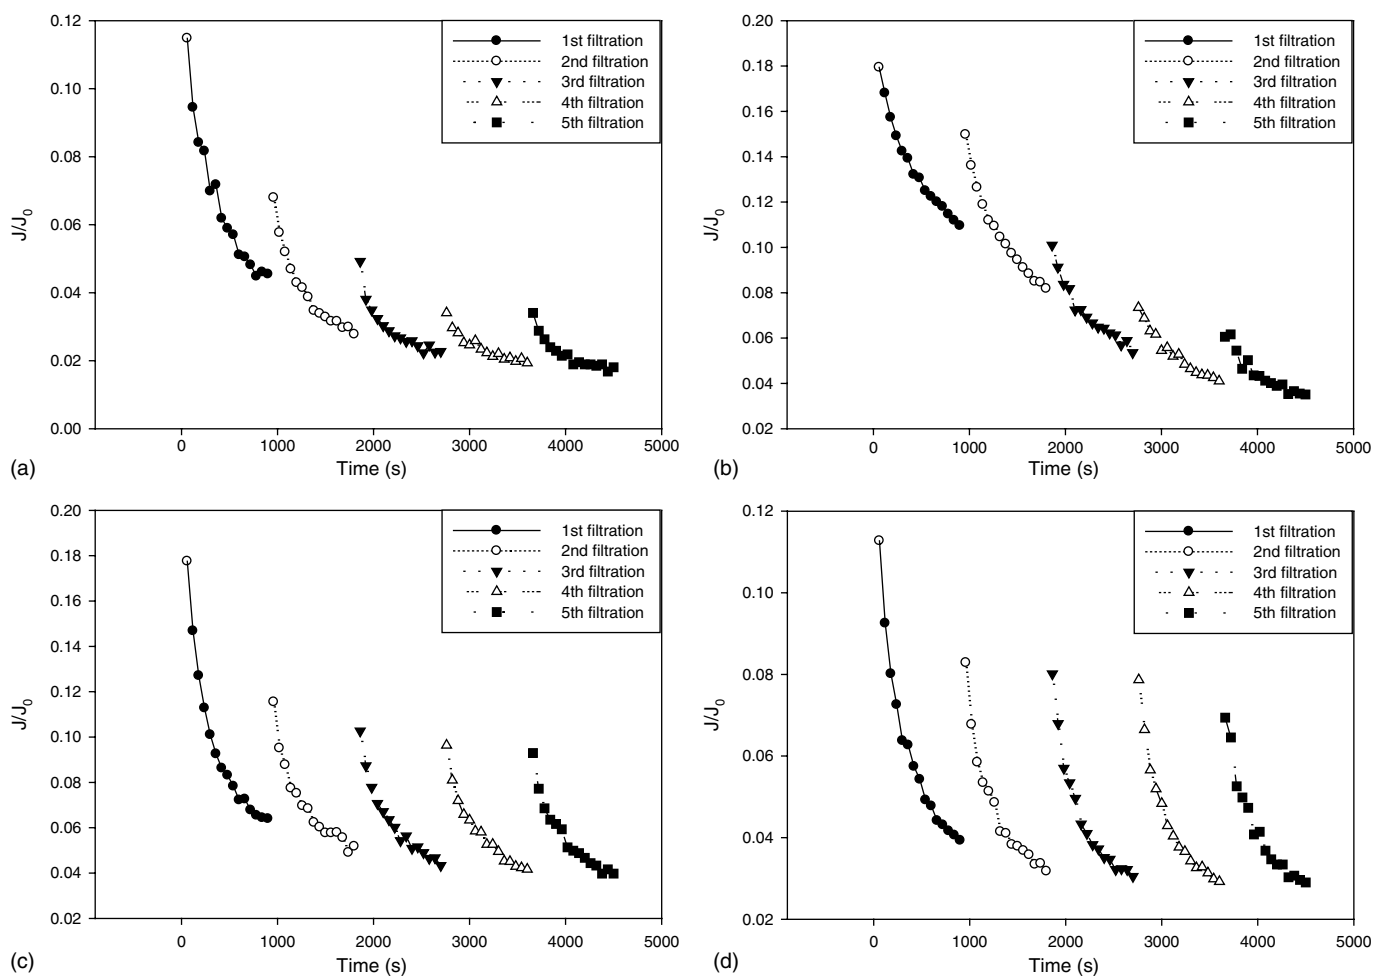 0.12
0.10
0.08
0.06
0.04
0.02
0.00
J/J0
0 1000 2000 3000 4000 5000
Time (s)
(a)
1st filtration
2nd filtration
3rd filtration
4th filtration
5th filtration
0.20
0.18
0.16
0.14
0.12
0.10
0.08
0.06
0.04
0.02
J/J0
0 1000 2000 3000 4000 5000
Time (s)
(b)
1st filtration
2nd filtration
3rd filtration
4th filtration
5th filtration
0.20
0.18
0.16
0.14
0.12
0.10
0.08
0.06
0.04
0.02
J/J0
0 1000 2000 3000 4000 5000
Time (s)
(c)
1st filtration
2nd filtration
3rd filtration
4th filtration
5th filtration
0.12
0.10
0.08
0.06
0.04
0.02
J/J0
0 1000 2000 3000 4000 5000
Time (s)
(d)
1st filtration
2nd filtration
3rd filtration
4th filtration
5th filtration